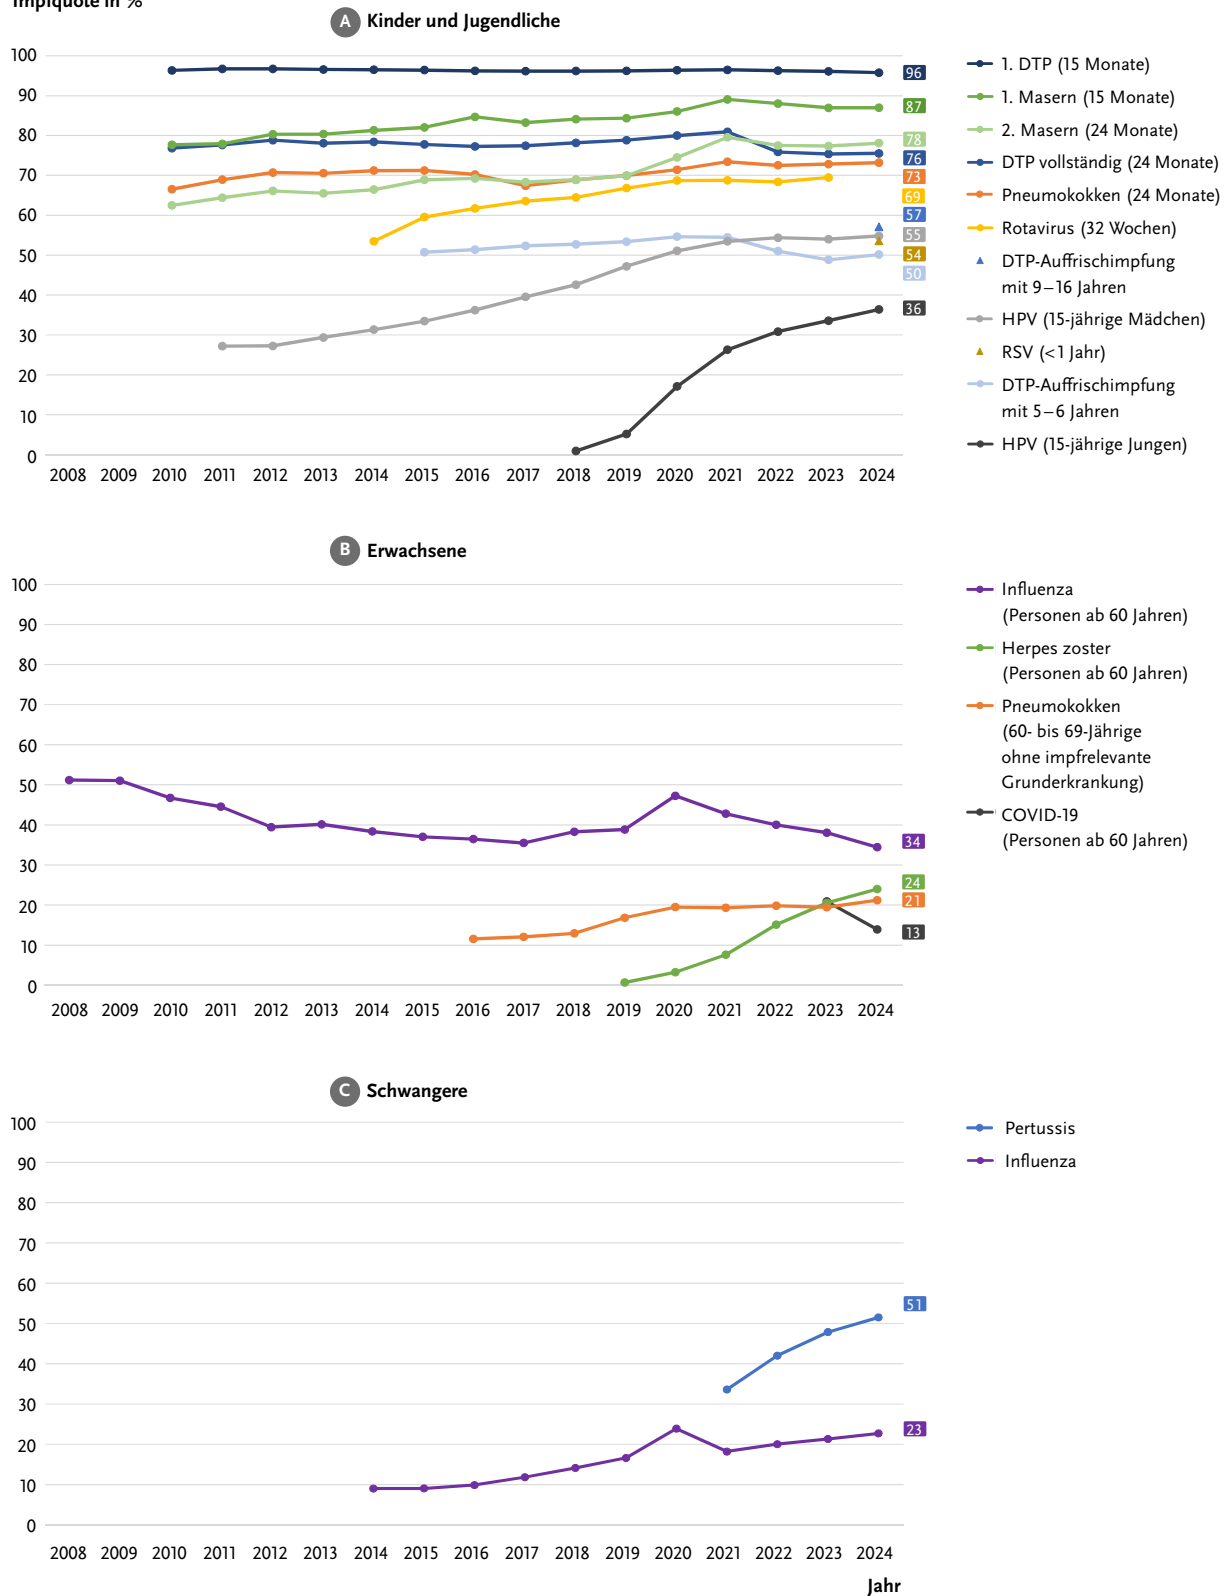 Impfquote in %
A Kinder und Jugendliche
100
90
80
70
60
50
40
30
20
10
0
2008 2009 2010 2011 2012 2013 2014 2015 2016 2017 2018 2019 2020 2021 2022 2023 2024
96
87
78
76
73
69
57
55
54
50
36
1. DTP (15 Monate)
1. Masern (15 Monate)
2. Masern (24 Monate)
DTP vollständig (24 Monate)
Pneumokokken (24 Monate)
Rotavirus (32 Wochen)
DTP-Auffrischimpfung
mit 9–16 Jahren
HPV (15-jährige Mädchen)
RSV (<1 Jahr)
DTP-Auffrischimpfung
mit 5–6 Jahren
HPV (15-jährige Jungen)
B Erwachsene
100
90
80
70
60
50
40
30
20
10
0
2008 2009 2010 2011 2012 2013 2014 2015 2016 2017 2018 2019 2020 2021 2022 2023 2024
34
24
21
13
Influenza
(Personen ab 60 Jahren)
Herpes zoster
(Personen ab 60 Jahren)
Pneumokokken
(60- bis 69-Jährige
ohne impfrelevante
Grunderkrankung)
COVID-19
(Personen ab 60 Jahren)
C Schwangere
100
90
80
70
60
50
40
30
20
10
0
2008 2009 2010 2011 2012 2013 2014 2015 2016 2017 2018 2019 2020 2021 2022 2023 2024
51
23
Pertussis
Influenza
Jahr